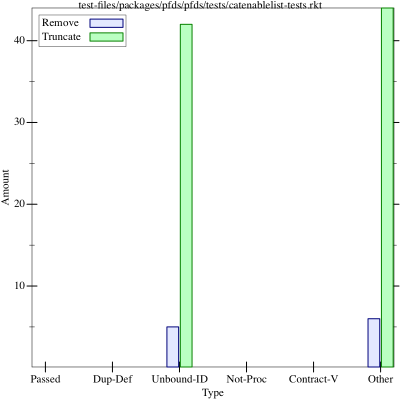 test-files/packages/pfds/pfds/tests/catenablelist-tests.rkt
Remove
Truncate
40
30
20
10
Amount
Passed Dup-Def Unbound-ID Not-Proc Contract-V Other
Type